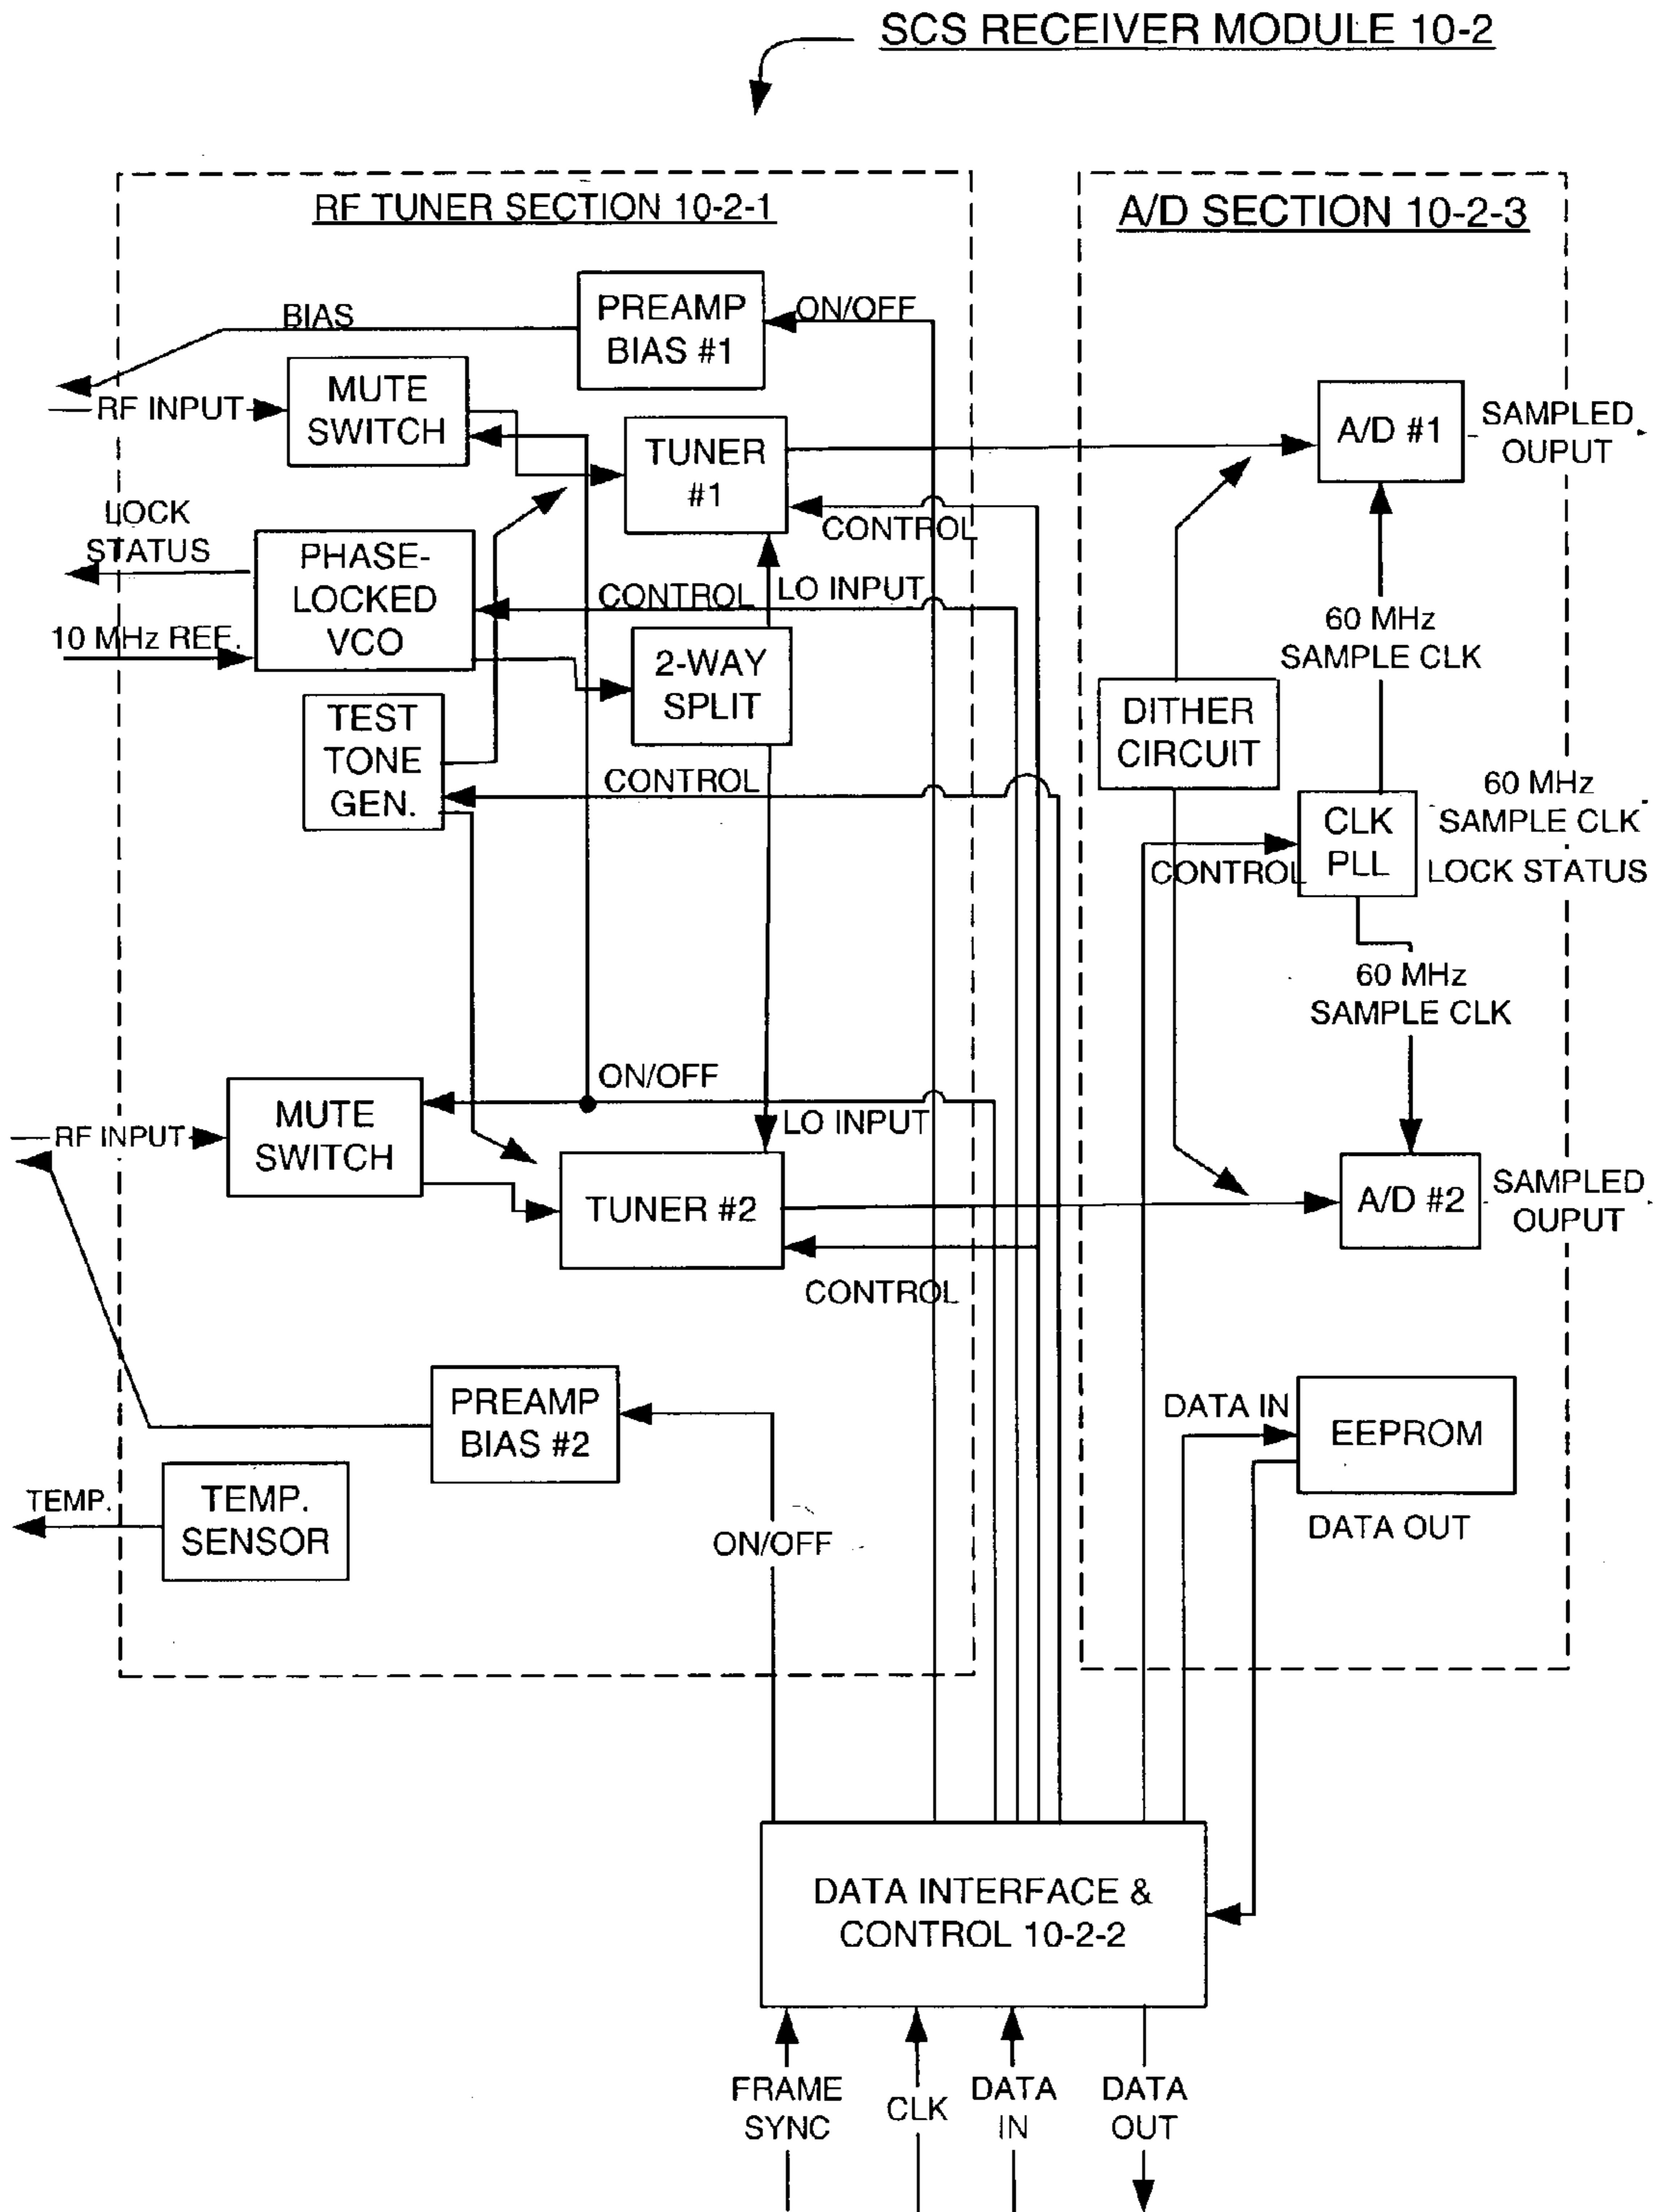 SCS RECEIVER MODULE 10-2
RF TUNER SECTION 10-2-1
A/D SECTION 10-2-3
BIAS
PREAMP
BIAS #1
ON/OFF
RF INPUT
MUTE
SWITCH
TUNER
#1
A/D #1
SAMPLED
OUPUT
LOCK
STATUS
CONTROL
PHASE-
LOCKED
VCO
CONTROL
LO INPUT
10 MHz REF.
2-WAY
SPLIT
60 MHz
SAMPLE CLK
TEST
TONE
GEN.
CONTROL
DITHER
CIRCUIT
CONTROL
CLK
PLL
60 MHz
SAMPLE CLK
LOCK STATUS
60 MHz
SAMPLE CLK
ON/OFF
RF INPUT
MUTE
SWITCH
LO INPUT
TUNER #2
A/D #2
SAMPLED
OUPUT
CONTROL
PREAMP
BIAS #2
DATA IN
EEPROM
DATA OUT
TEMP.
TEMP.
SENSOR
ON/OFF
DATA INTERFACE &
CONTROL 10-2-2
FRAME
SYNC
CLK
DATA
IN
DATA
OUT